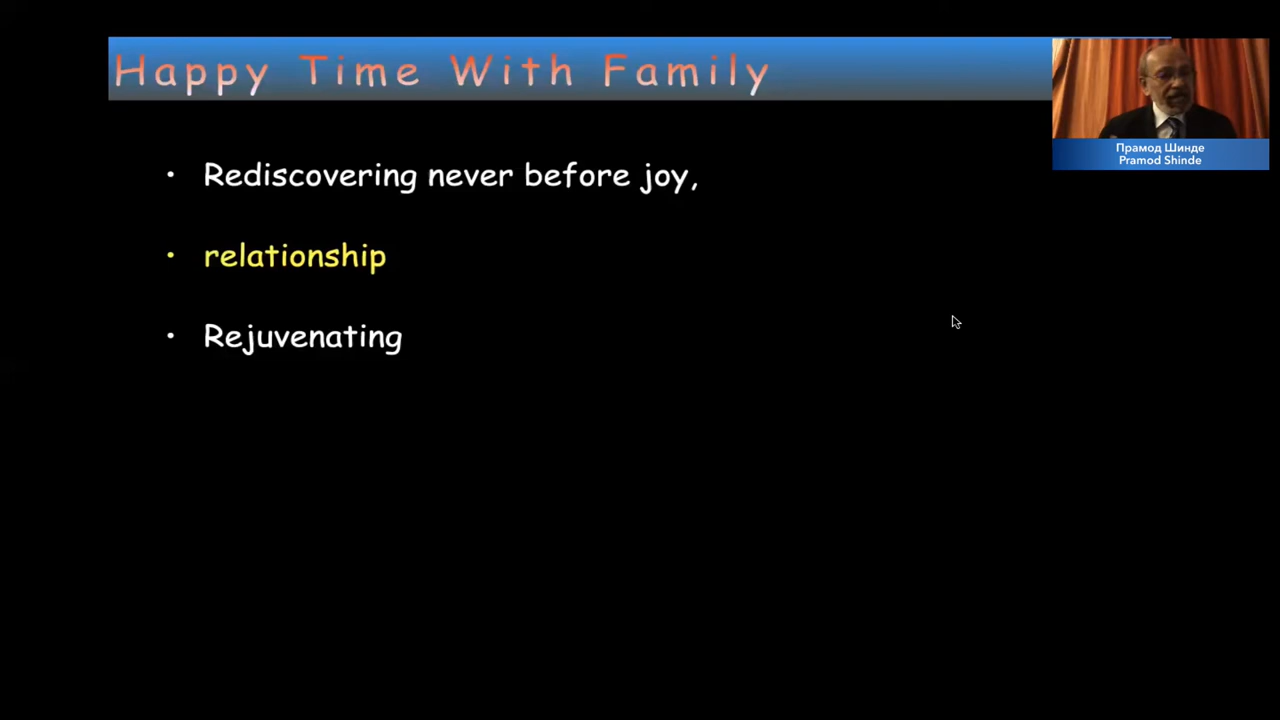 Happy Time With Family
Прамод Шинде
Pramod Shinde
• Rediscovering never before joy,
• relationship
• Rejuvenating